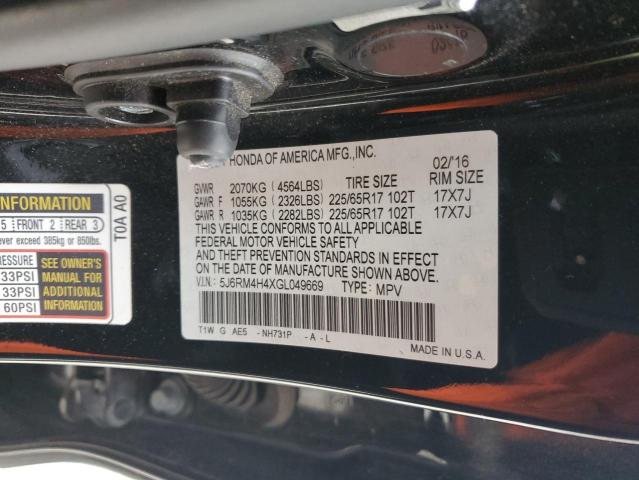 HONDA OF AMERICA MFG.,INC. 02/'16
GVWR 2070KG ( 4564LBS) TIRE SIZE RIM SIZE
GAWR F 1055KG ( 2326LBS) 225/65R17 102T 17X7J
GAWR R 1035KG ( 2282LBS) 225/65R17 102T 17X7J
THIS VEHICLE CONFORMS TO ALL APPLICABLE
FEDERAL MOTOR VEHICLE SAFETY
AND THEFT PREVENTION STANDARDS IN EFFECT
ON THE DATE OF MANUFACTURE SHOWN ABOVE.
V.I.N.: 5J6RM4H4XGL049669 TYPE: MPV
T1W G AE5 -NH731P -A -L
MADE IN U.S.A.
INFORMATION
5 FRONT 2 REAR 3
exceed 385kg or 850lbs.
33PSI
33PSI
60PSI
SEE OWNER'S
MANUAL FOR
ADDITIONAL
INFORMATION
T0A A0